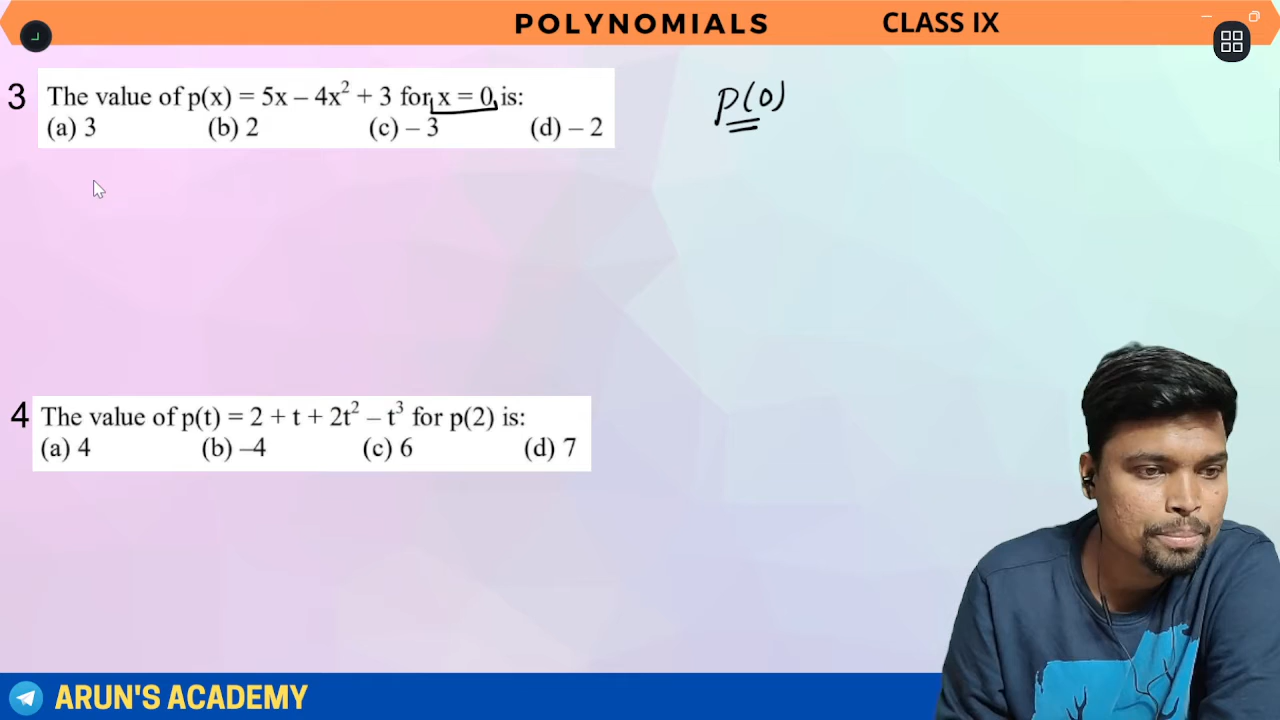 POLYNOMIALS CLASS IX
3 The value of p(x) = 5x – 4x² + 3 for x = 0, is:
(a) 3 (b) 2 (c) – 3 (d) – 2
P(0)
4 The value of p(t) = 2 + t + 2t² – t³ for p(2) is:
(a) 4 (b) –4 (c) 6 (d) 7
ARUN'S ACADEMY